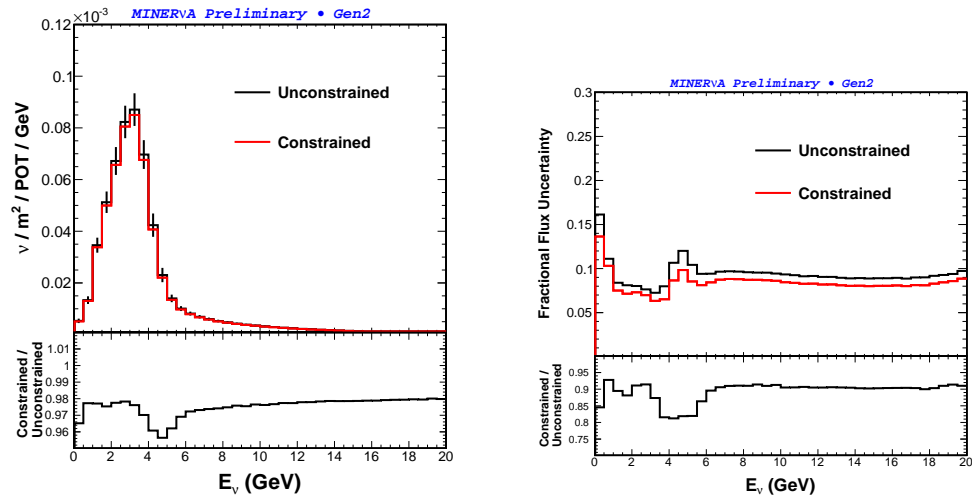 MINERνA Preliminary • Gen2
×10⁻³
0.12
0.1
0.08
0.06
0.04
0.02
ν / m² / POT / GeV
Unconstrained
Constrained
1.01
1
0.99
0.98
0.97
0.96
Constrained /
Unconstrained
0 2 4 6 8 10 12 14 16 18 20
E_ν (GeV)
MINERνA Preliminary • Gen2
0.3
0.25
0.2
0.15
0.1
0.05
Fractional Flux Uncertainty
Unconstrained
Constrained
0.95
0.9
0.85
0.8
0.75
Constrained /
Unconstrained
0 2 4 6 8 10 12 14 16 18 20
E_ν (GeV)